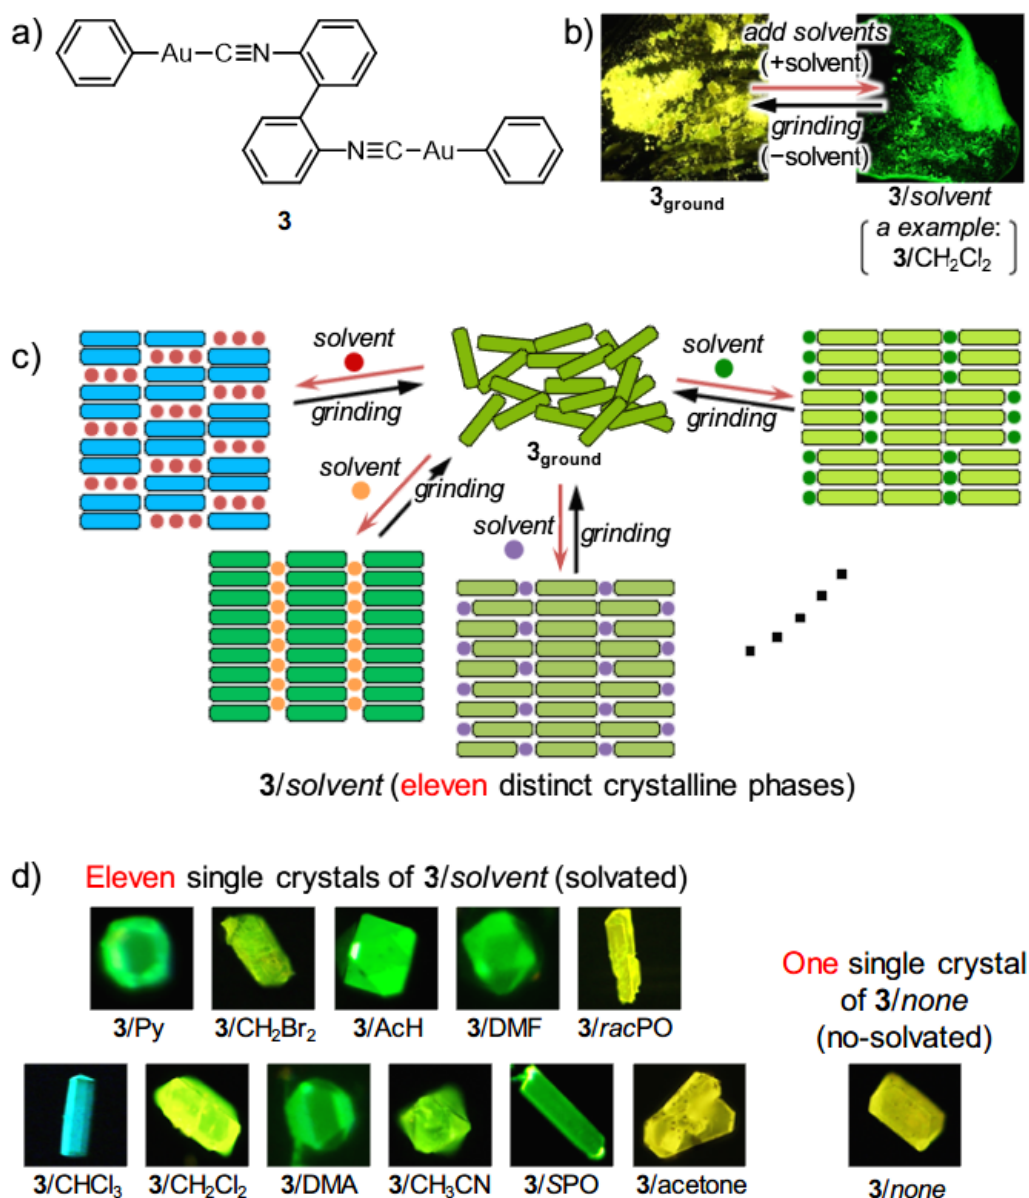 a)
Au
C≡N
N≡C
Au
3
b)
add solvents
(+solvent)
grinding
(−solvent)
3ground
3/solvent
a example:
3/CH2Cl2
c)
solvent
grinding
solvent
grinding
3ground
solvent
grinding
solvent
grinding
3/solvent (eleven distinct crystalline phases)
d)
Eleven single crystals of 3/solvent (solvated)
3/Py
3/CH2Br2
3/AcH
3/DMF
3/racPO
One single crystal
of 3/none
(no-solvated)
3/CHCl3
3/CH2Cl2
3/DMA
3/CH3CN
3/SPO
3/acetone
3/none